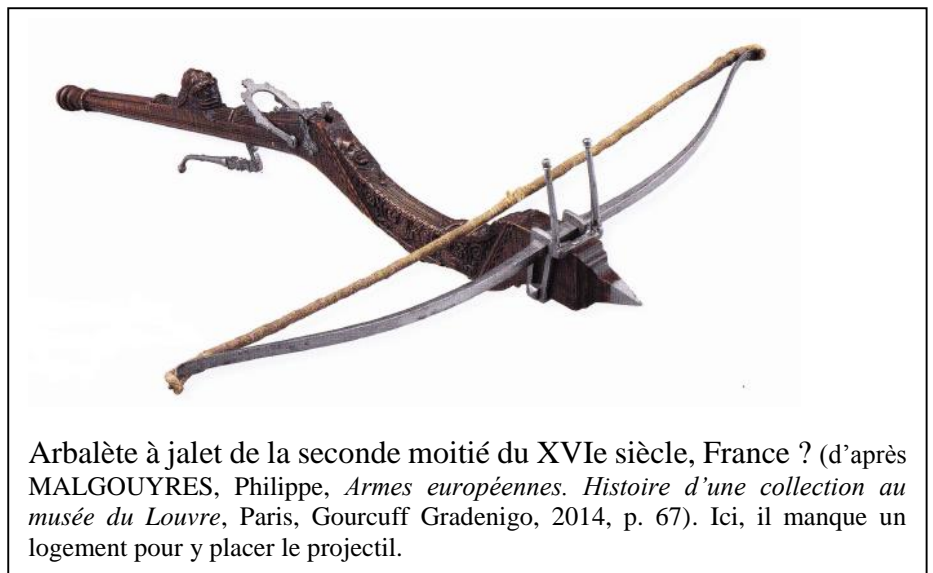 Arbalète à jalet de la seconde moitié du XVIe siècle, France ? (d’après
MALGOUYRES, Philippe, Armes européennes. Histoire d’une collection au
musée du Louvre, Paris, Gourcuff Gradenigo, 2014, p. 67). Ici, il manque un
logement pour y placer le projectil.